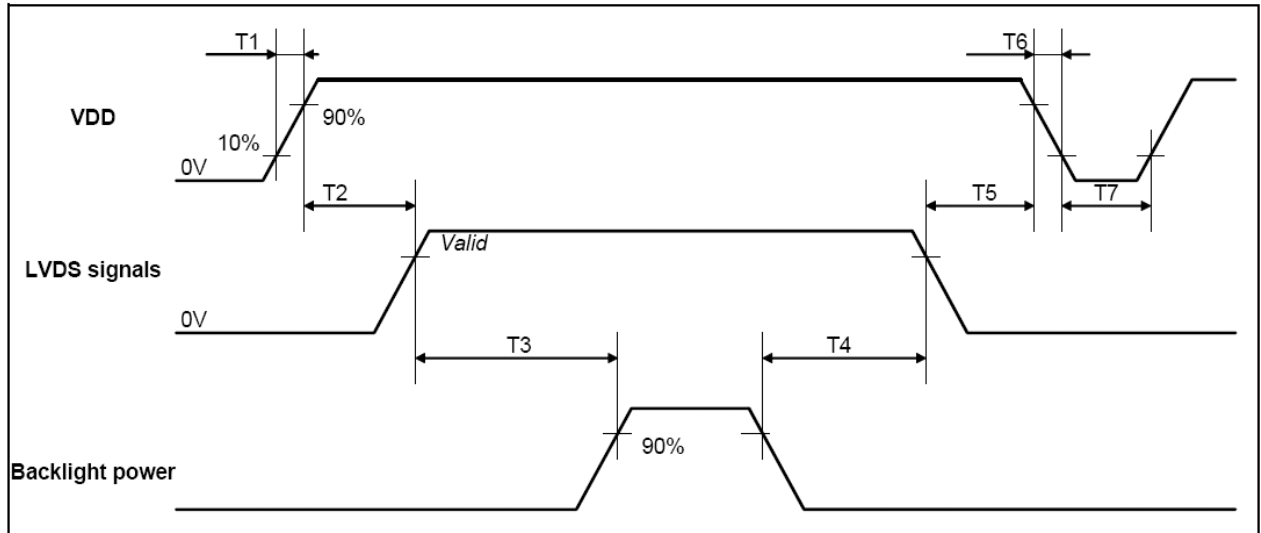 T1
T6
VDD
90%
10%
0V
T2
T5
T7
Valid
LVDS signals
0V
T3
T4
90%
Backlight power